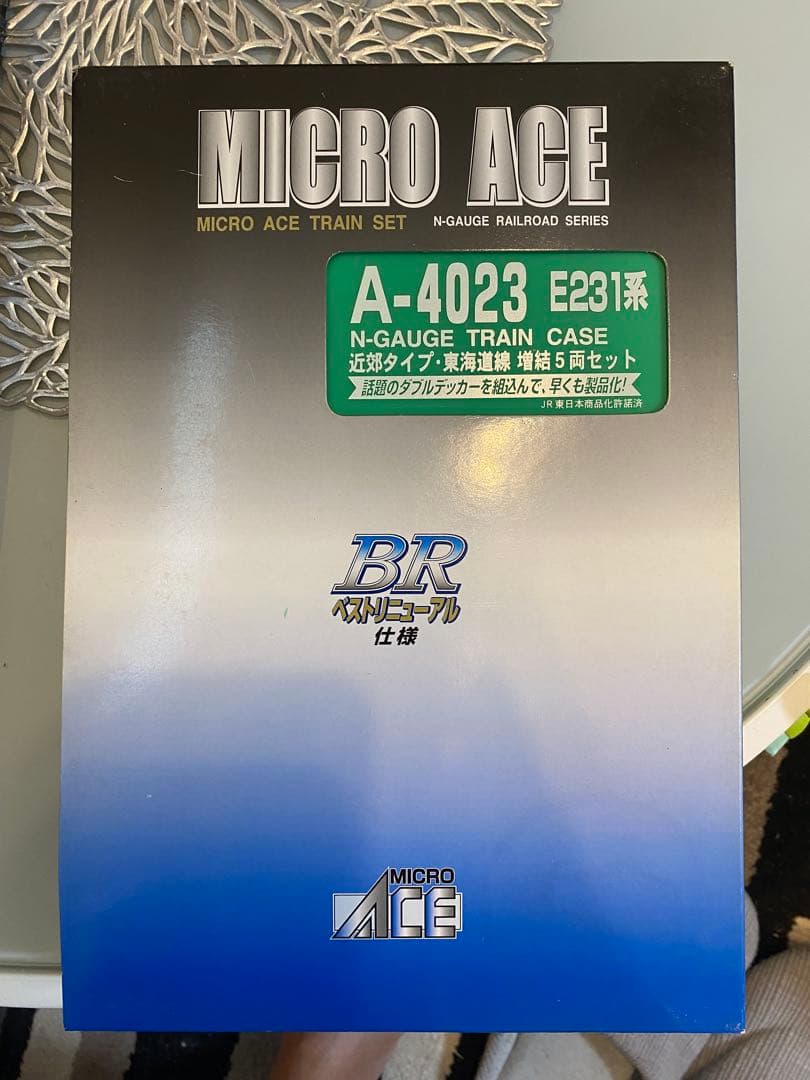 MICRO ACE
MICRO ACE TRAIN SET N-GAUGE RAILROAD SERIES
A-4023 E231系
N-GAUGE TRAIN CASE
近郊タイプ・東海道線 増結5両セット
話題のダブルデッカーを組込んで、早くも製品化!
JR東日本商品化許諾済
BR
ベストリニューアル
仕様
MICRO
ACE